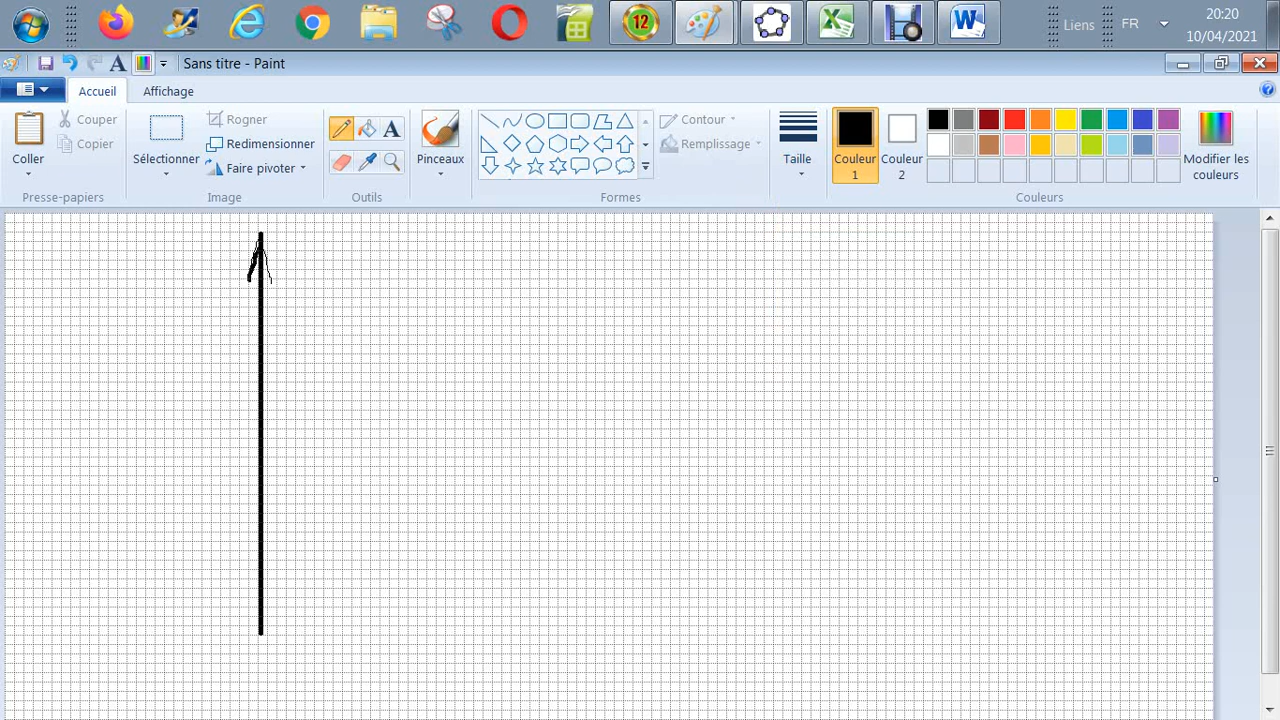 12
Liens
FR
20:20
10/04/2021
Sans titre - Paint
Accueil
Affichage
Coller
Couper
Copier
Presse-papiers
Sélectionner
Rogner
Redimensionner
Faire pivoter
Image
A
Outils
Pinceaux
Contour
Remplissage
Formes
Taille
Couleur
1
Couleur
2
Modifier les
couleurs
Couleurs